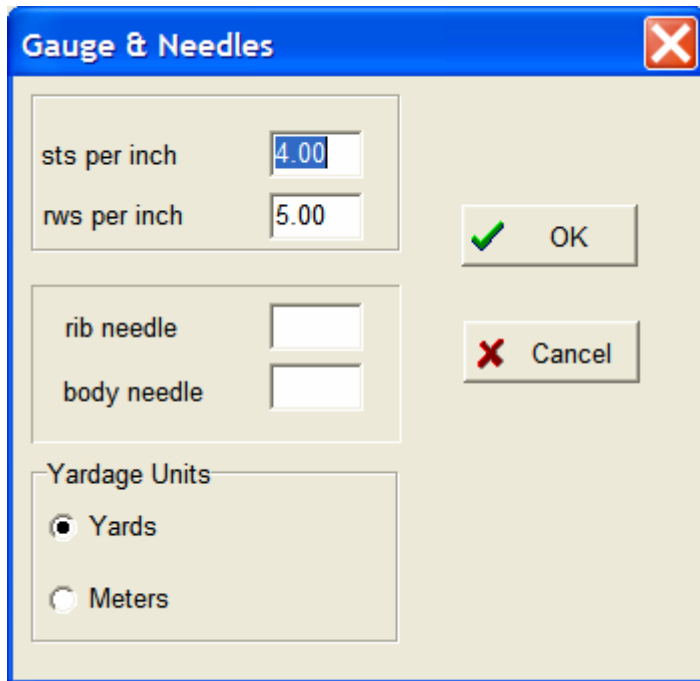 Gauge & Needles
sts per inch 4.00
rws per inch 5.00
OK
rib needle
Cancel
body needle
Yardage Units
Yards
Meters